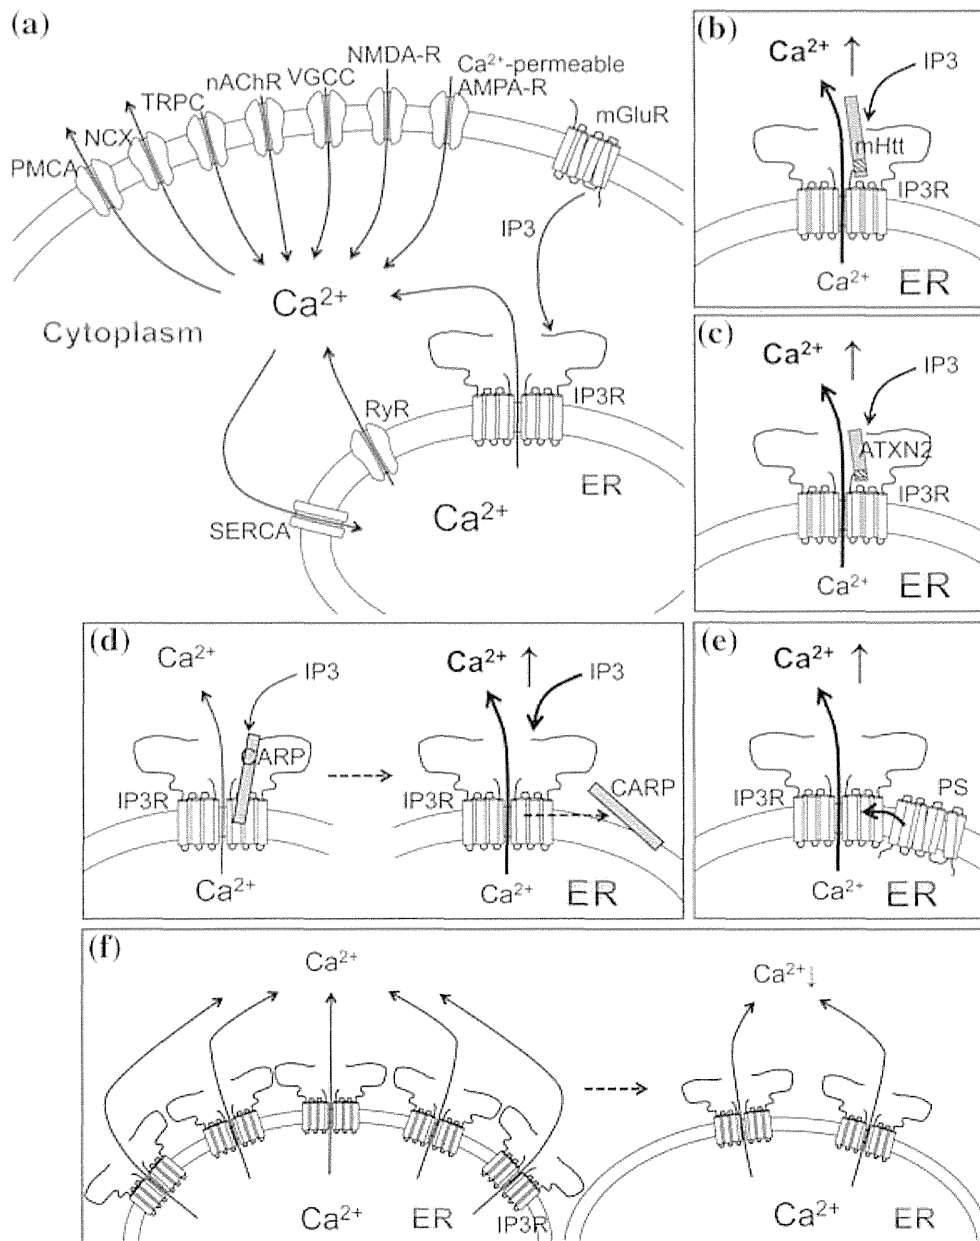 (a)
NMDA-R
VGCC
Ca²⁺-permeable
AMPA-R
nAChR
TRPC
NCX
PMCA
mGluR
IP3
Ca²⁺
Cytoplasm
RyR
IP3R
SERCA
Ca²⁺
ER
(b)
Ca²⁺ ↑
IP3
mHtt
IP3R
Ca²⁺
ER
(c)
Ca²⁺ ↑
IP3
ATXN2
IP3R
Ca²⁺
ER
(d)
Ca²⁺
IP3
CARP
IP3R
Ca²⁺
Ca²⁺ ↑
IP3
CARP
IP3R
Ca²⁺
ER
(e)
Ca²⁺ ↑
PS
IP3R
Ca²⁺
ER
(f)
Ca²⁺
Ca²⁺
ER
IP3R
Ca²⁺↓
Ca²⁺
ER